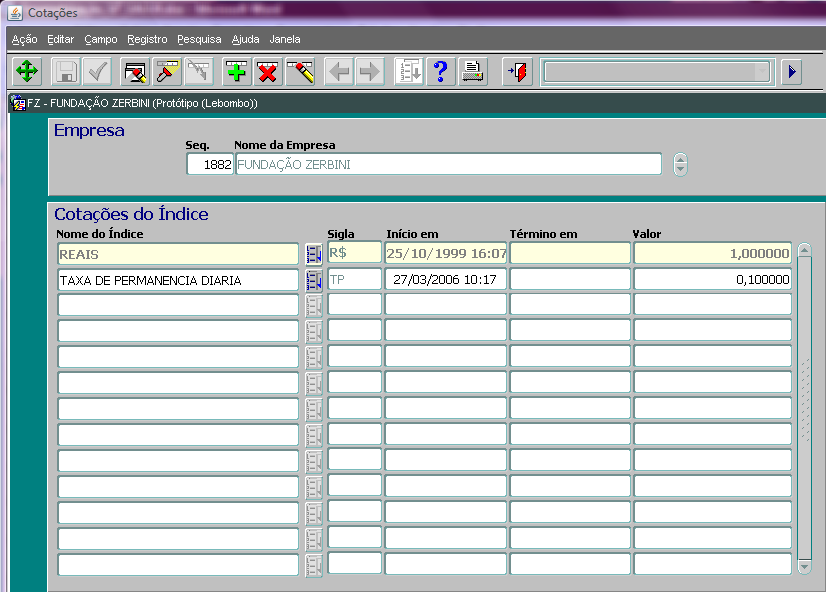 Cotações
Ação Editar Campo Registro Pesquisa Ajuda Janela
FZ - FUNDAÇÃO ZERBINI (Protótipo (Lebombo))
Empresa
Seq. Nome da Empresa
1882 FUNDAÇÃO ZERBINI
Cotações do Índice
Nome do Índice Sigla Início em Término em Valor
REAIS R$ 25/10/1999 16:07 1,000000
TAXA DE PERMANENCIA DIARIA TP 27/03/2006 10:17 0,100000